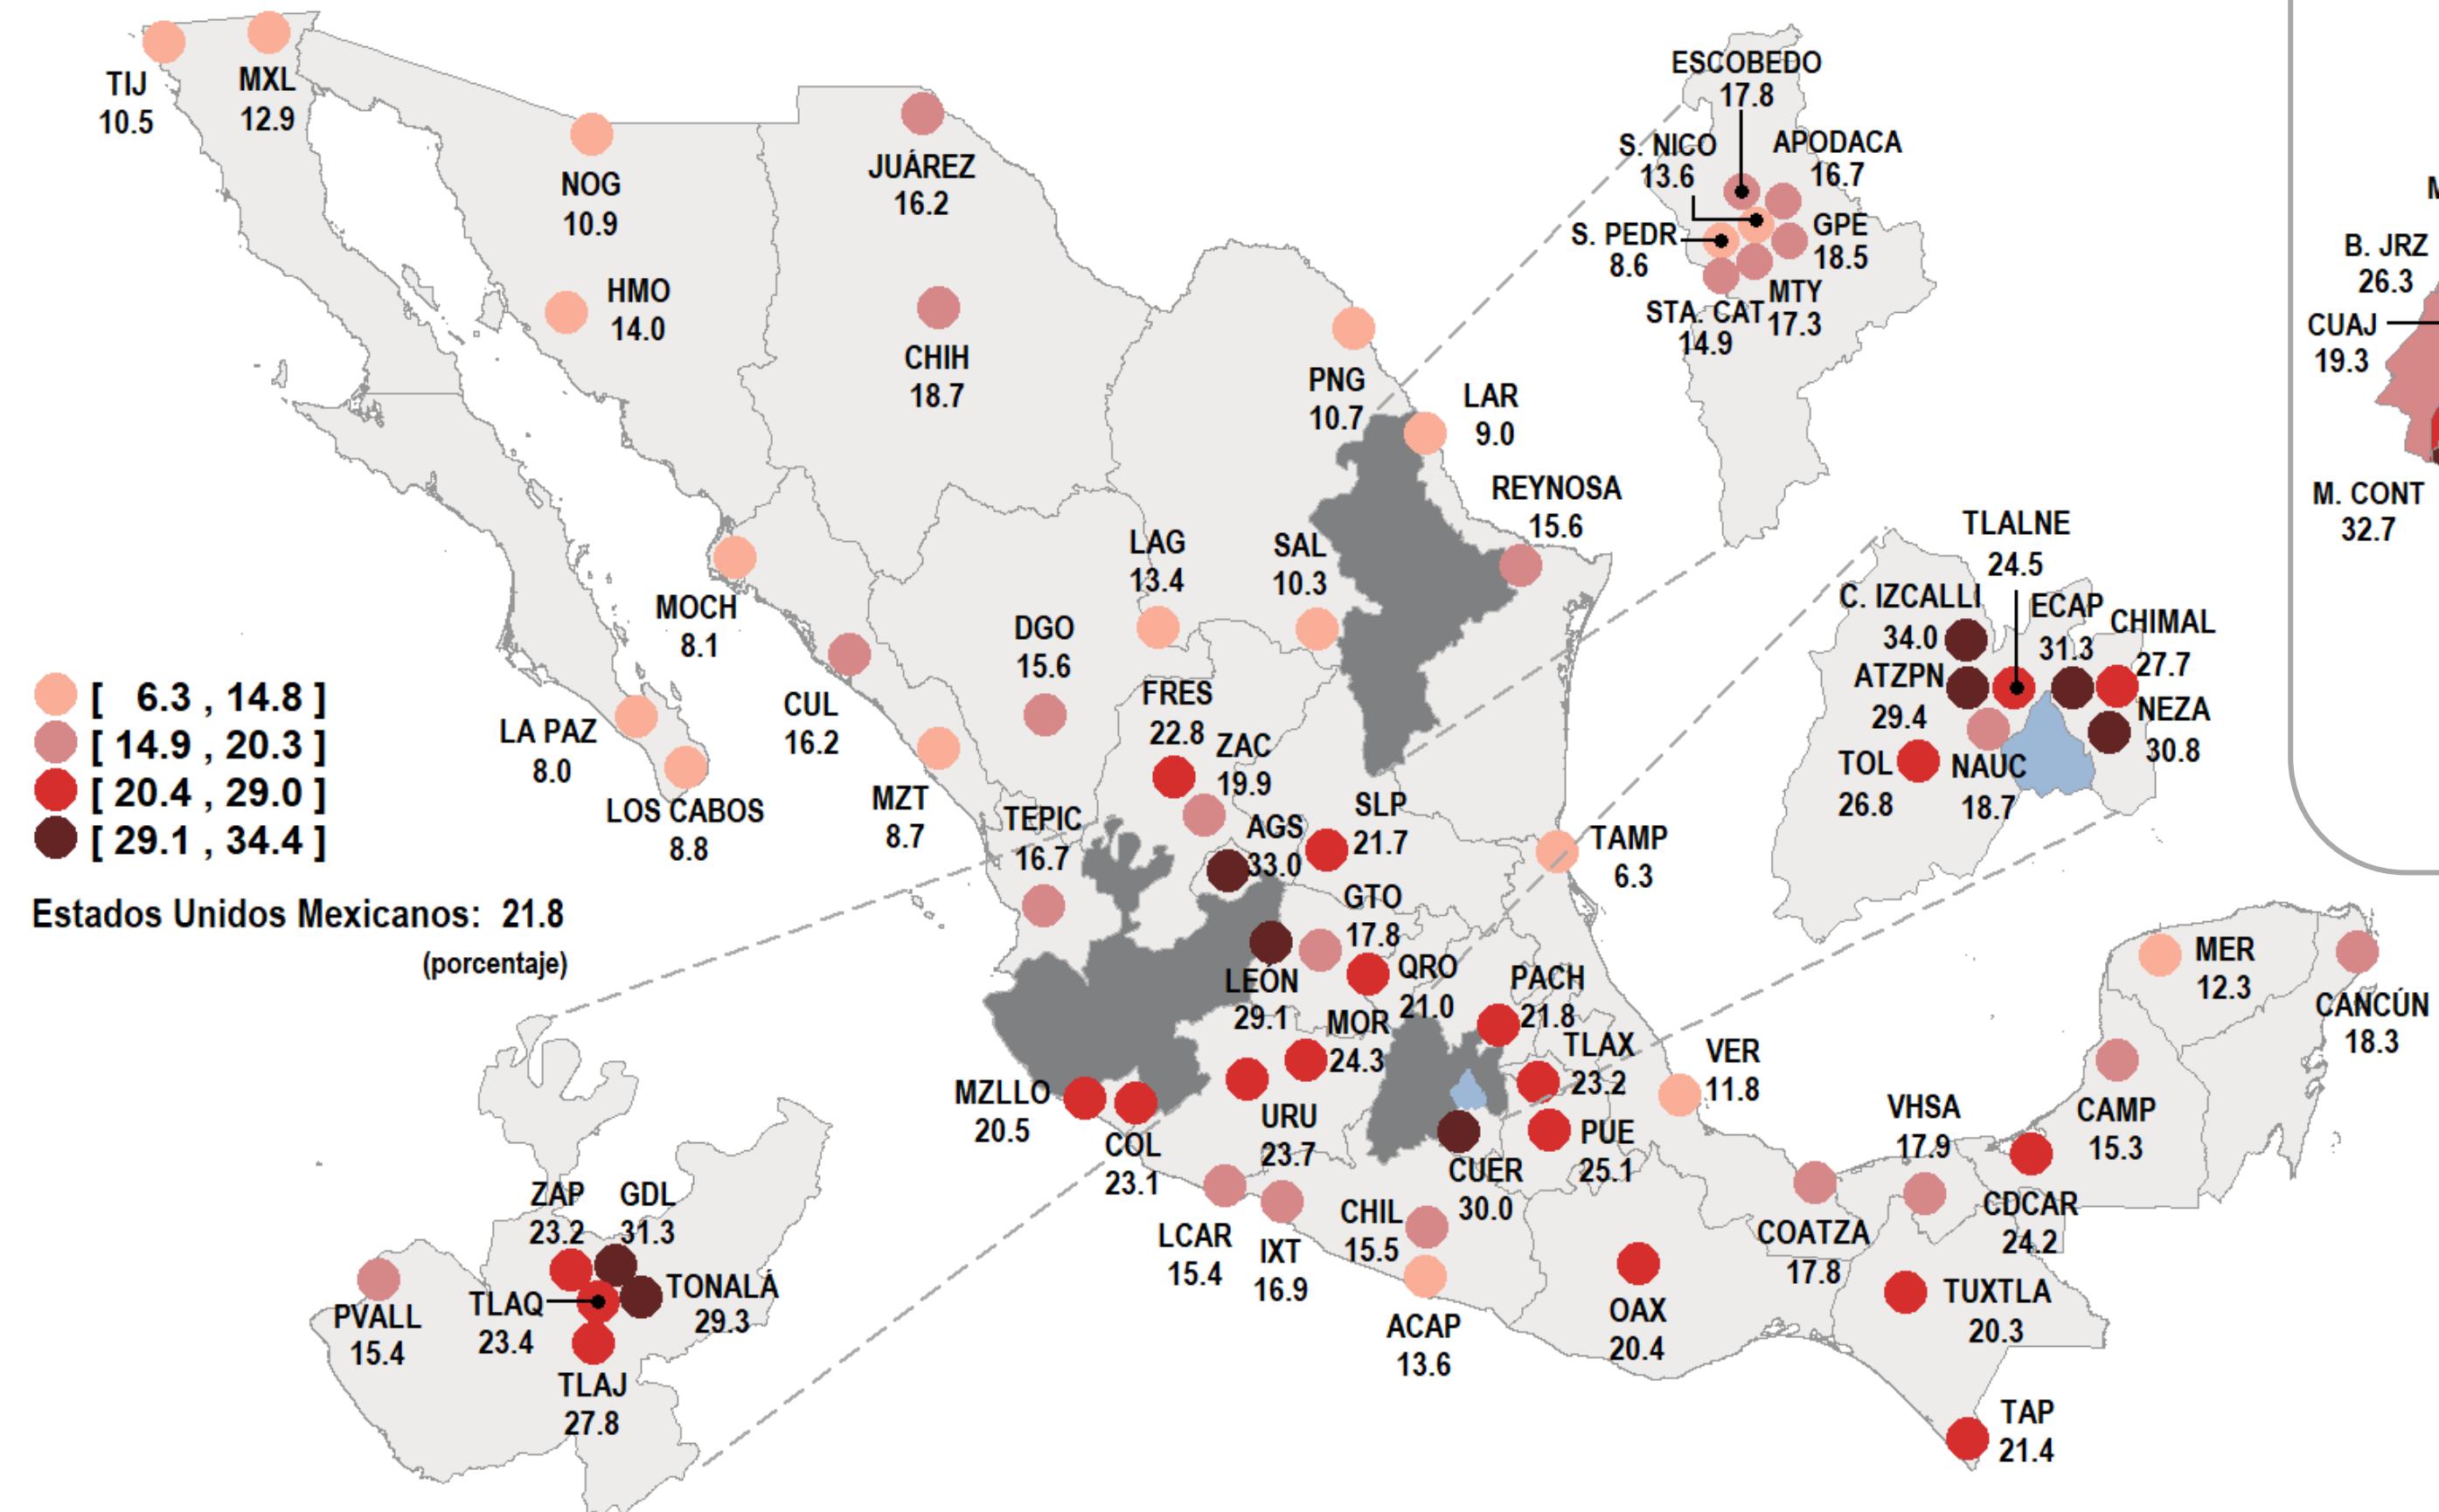 TIJ
10.5
MXL
12.9
NOG
10.9
HMO
14.0
JUÁREZ
16.2
CHIH
18.7
ESCOBEDO
17.8
S. NICO
13.6
APODACA
16.7
S. PEDR
8.6
GPE
18.5
STA. CAT
14.9
MTY
17.3
B. JRZ
26.3
CUAJ
19.3
M. CONT
32.7
PNG
10.7
LAR
9.0
REYNOSA
15.6
LAG
13.4
SAL
10.3
MOCH
8.1
CUL
16.2
DGO
15.6
FRES
22.8
ZAC
19.9
LA PAZ
8.0
LOS CABOS
8.8
MZT
8.7
TEPIC
16.7
AGS
33.0
SLP
21.7
TAMP
6.3
TLALNE
24.5
C. IZCALLI
34.0
ECAP
31.3
CHIMAL
27.7
ATZPN
29.4
NEZA
30.8
TOL
26.8
NAUC
18.7
[ 6.3 , 14.8 ]
[ 14.9 , 20.3 ]
[ 20.4 , 29.0 ]
[ 29.1 , 34.4 ]
Estados Unidos Mexicanos: 21.8
(porcentaje)
GTO
17.8
LEÓN
29.1
QRO
21.0
PACH
21.8
MOR
24.3
TLAX
23.2
MZLLO
20.5
COL
23.1
URU
23.7
CUER
30.0
PUE
25.1
VER
11.8
MER
12.3
CANCÚN
18.3
CAMP
15.3
VHSA
17.9
CDCAR
24.2
COATZA
17.8
LCAR
15.4
IXT
16.9
CHIL
15.5
ACAP
13.6
OAX
20.4
TUXTLA
20.3
TAP
21.4
ZAP
23.2
GDL
31.3
TONALÁ
29.3
TLAQ
23.4
PVALL
15.4
TLAJ
27.8